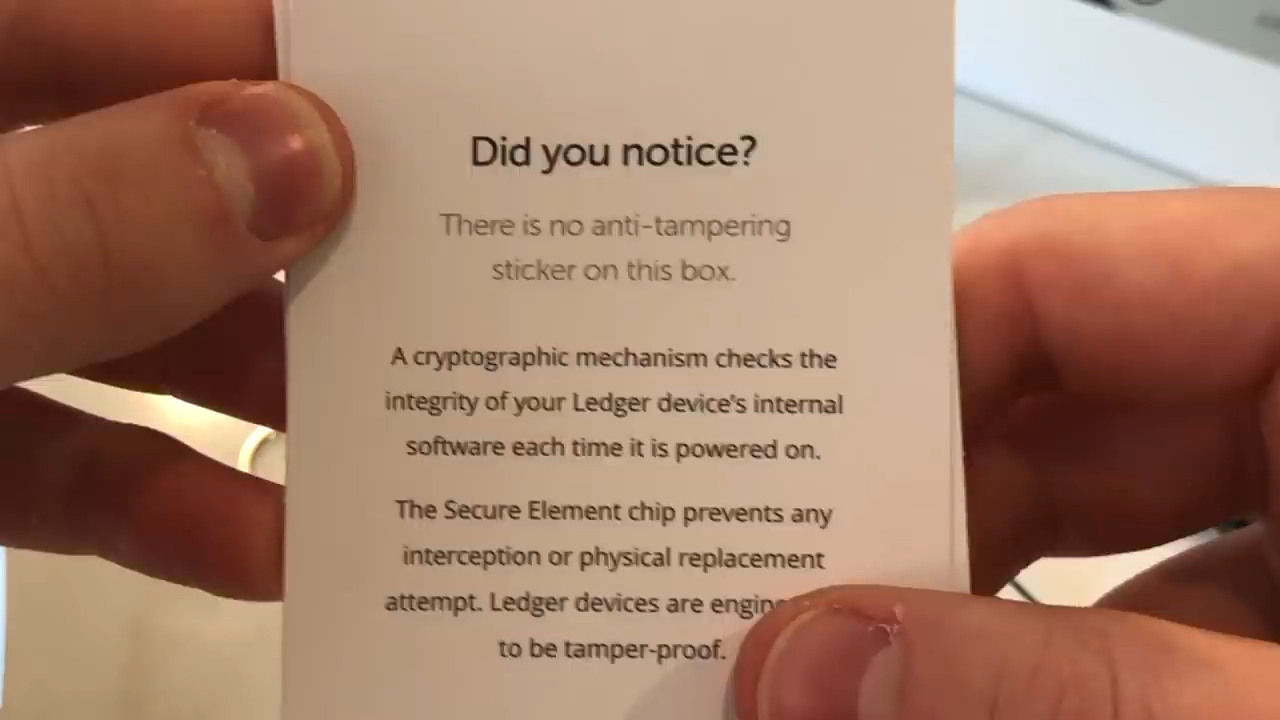 Did you notice?
There is no anti-tampering
sticker on this box.
A cryptographic mechanism checks the
integrity of your Ledger device's internal
software each time it is powered on.
The Secure Element chip prevents any
interception or physical replacement
attempt. Ledger devices are
to be tamper-proof.